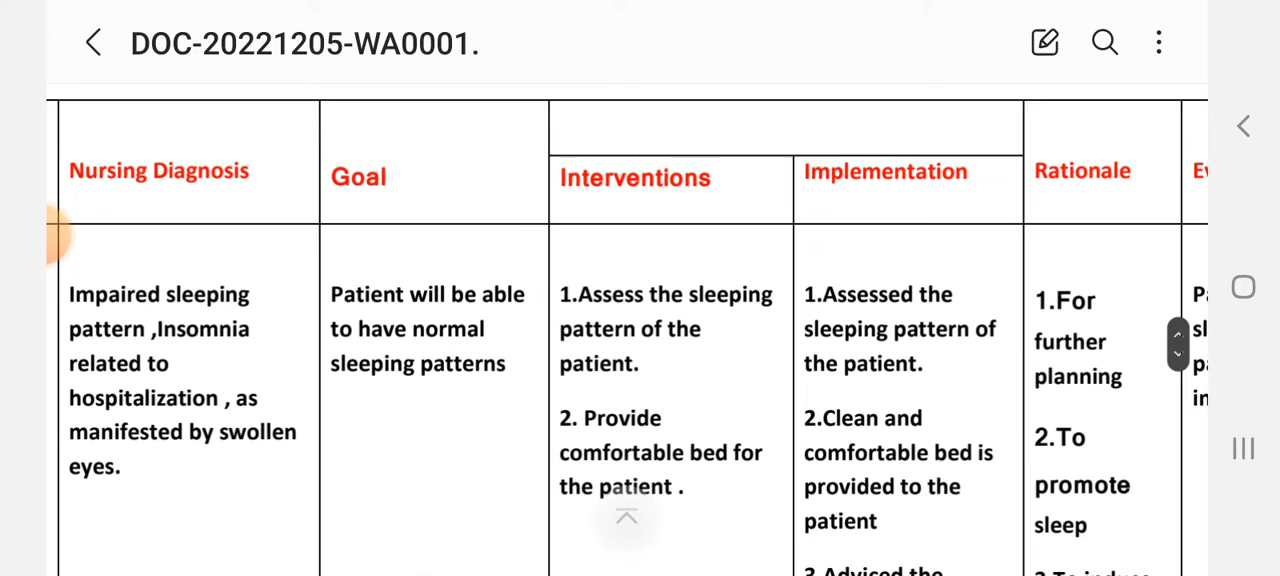 DOC-20221205-WA0001.
Nursing Diagnosis
Goal
Interventions
Implementation
Rationale
Impaired sleeping
pattern ,Insomnia
related to
hospitalization , as
manifested by swollen
eyes.
Patient will be able
to have normal
sleeping patterns
1.Assess the sleeping
pattern of the
patient.
2. Provide
comfortable bed for
the patient .
1.Assessed the
sleeping pattern of
the patient.
2.Clean and
comfortable bed is
provided to the
patient
3.Adviced the
1.For
further
planning
2.To
promote
sleep